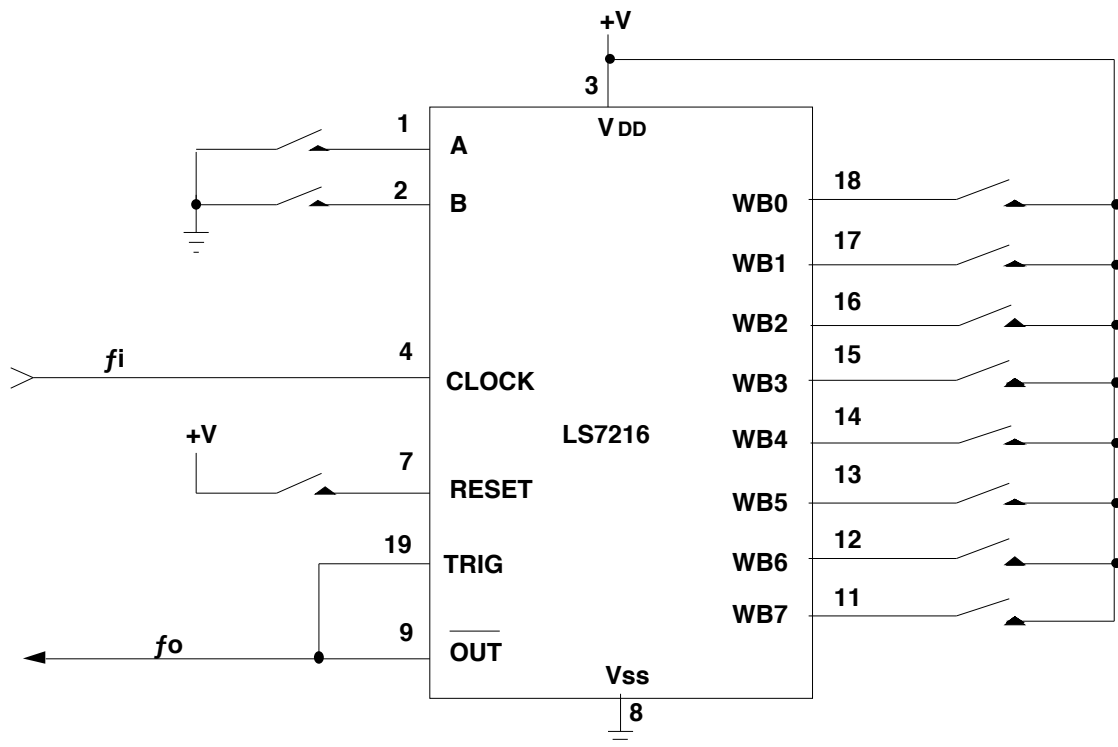 +V
3
VDD
1
A
2
B
18
WB0
17
WB1
16
WB2
15
WB3
14
WB4
13
WB5
12
WB6
11
WB7
ƒi
4
CLOCK
LS7216
+V
7
RESET
19
TRIG
ƒo
9
OUT
Vss
8